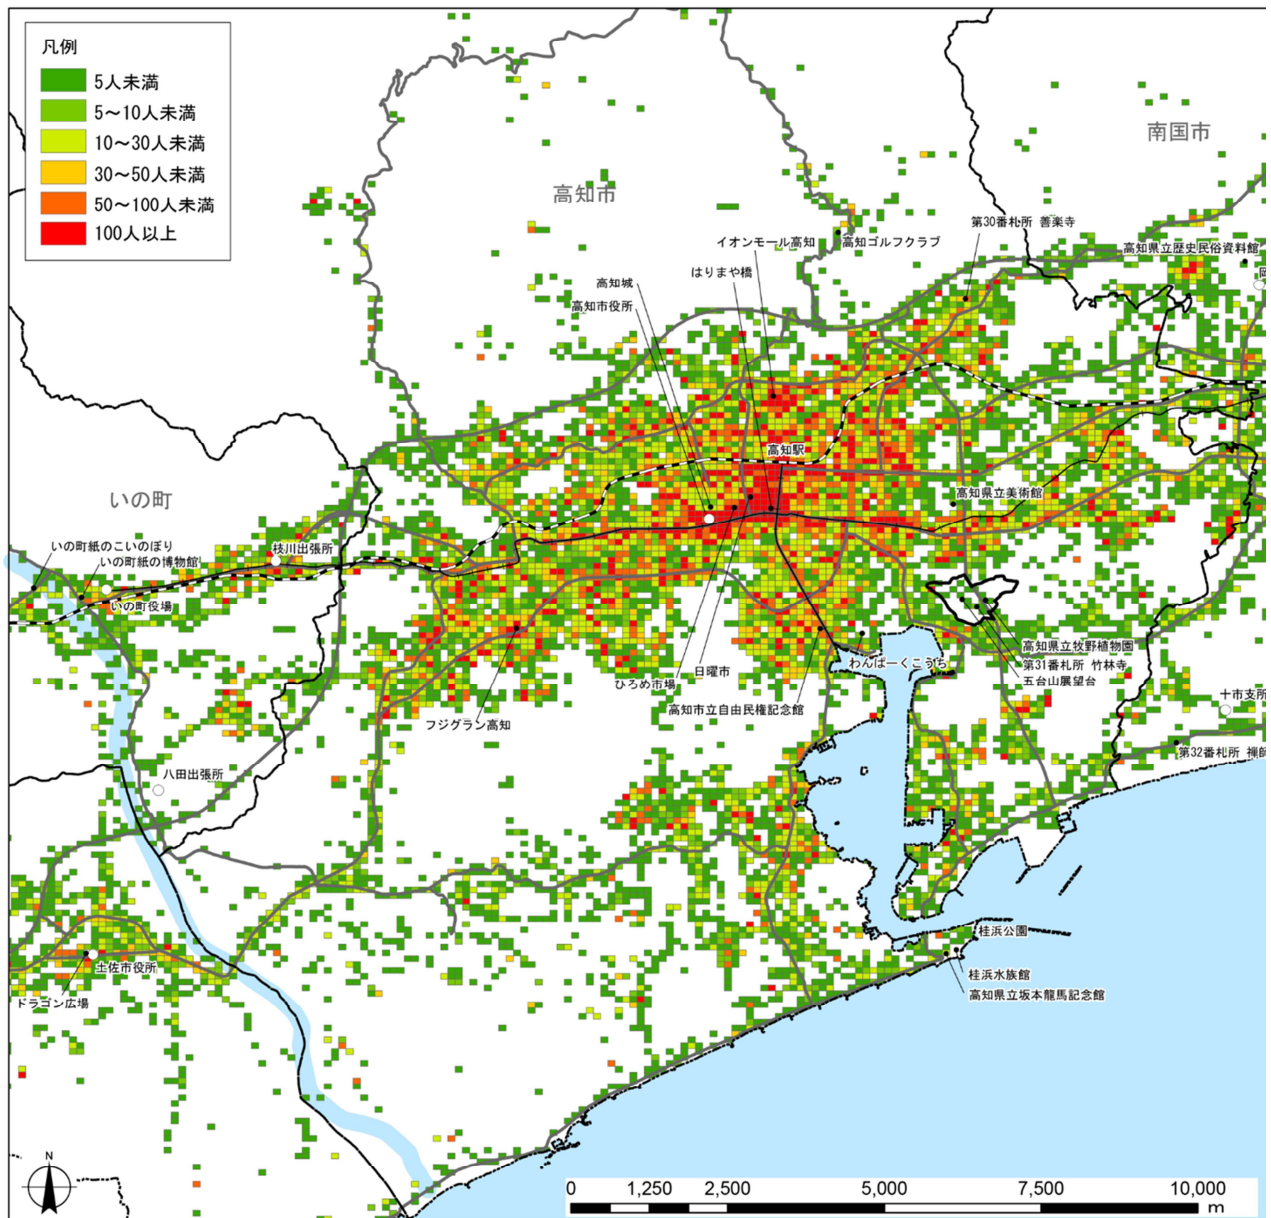 凡例
5人未満
5～10人未満
10～30人未満
30～50人未満
50～100人未満
100人以上
南国市
高知市
第30番札所 善楽寺
イオンモール高知
高知ゴルフクラブ
高知県立歴史民俗資料館
はりまや橋
高知城
高知市役所
高知駅
いの町
高知県立美術館
いの町紙のこいのぼり
いの町紙の博物館
枝川出張所
いの町役場
高知県立牧野植物園
わんぱーくこうち
第31番札所 竹林寺
日曜市
五台山展望台
ひろめ市場
十市支所
高知市立自由民権記念館
フジグラン高知
第32番札所 禅師
八田出張所
桂浜公園
土佐市役所
桂浜水族館
高知県立坂本龍馬記念館
ドラゴン広場
N
0 1,250 2,500 5,000 7,500 10,000
m